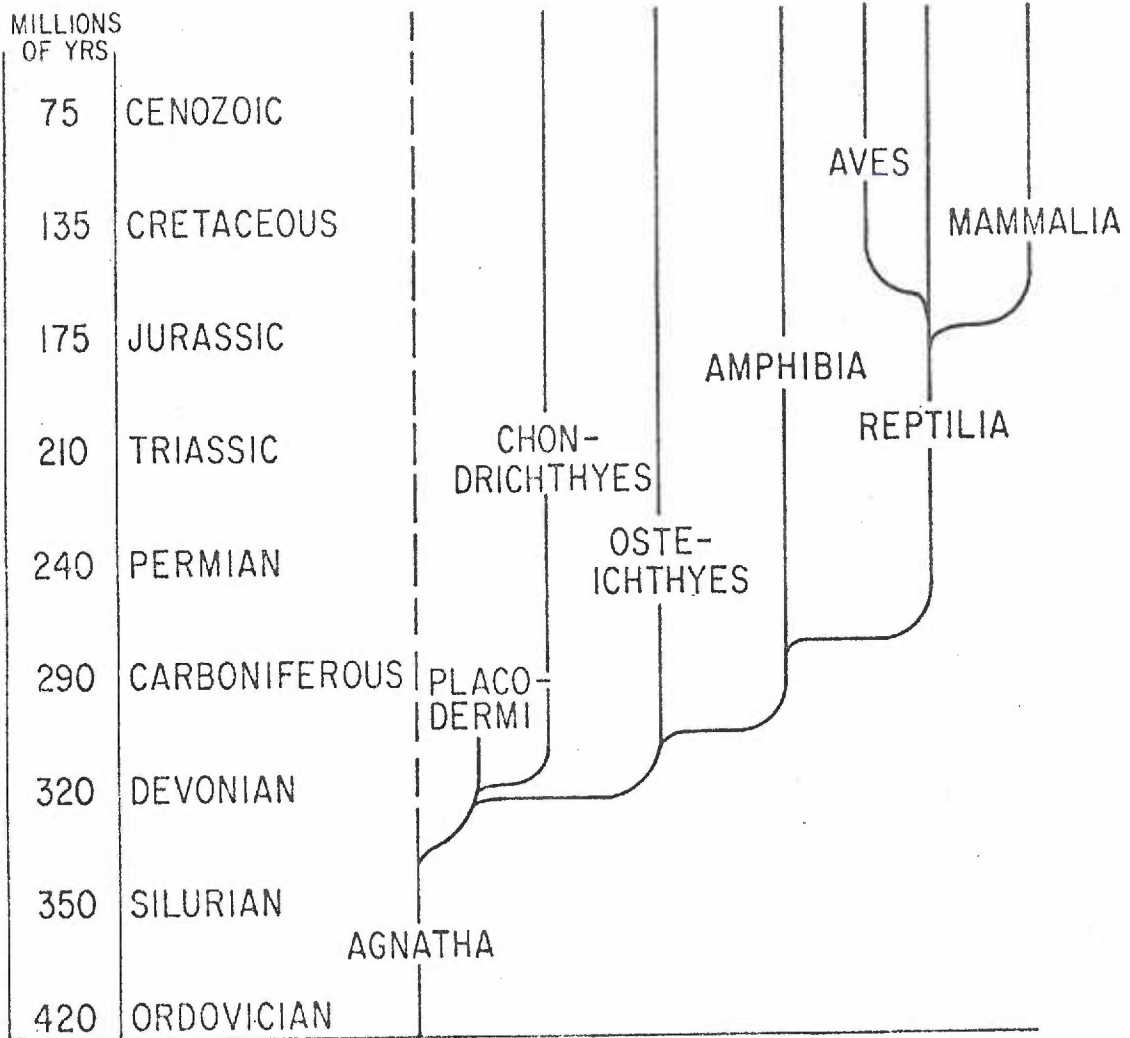 MILLIONS
OF YRS
75 CENOZOIC
AVES
135 CRETACEOUS
MAMMALIA
175 JURASSIC
AMPHIBIA
REPTILIA
210 TRIASSIC
CHON-
DRICHTHYES
OSTE-
ICHTHYES
240 PERMIAN
290 CARBONIFEROUS
PLACO-
DERMI
320 DEVONIAN
350 SILURIAN
AGNATHA
420 ORDOVICIAN